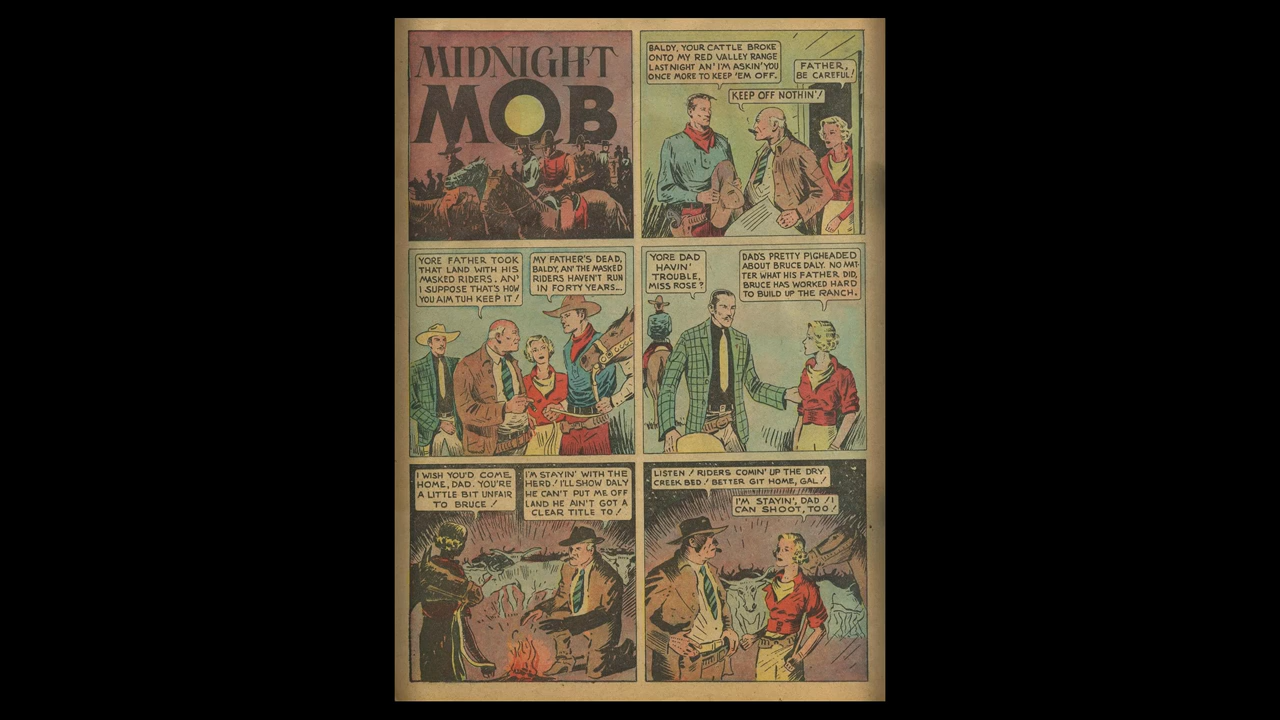 MIDNIGHT
MOB
BALDY, YOUR CATTLE BROKE
ONTO MY RED VALLEY RANGE
LAST NIGHT AN' I'M ASKIN' YOU
ONCE MORE TO KEEP 'EM OFF.
KEEP OFF NOTHIN'!
FATHER,
BE CAREFUL!
YORE FATHER TOOK
THAT LAND WITH HIS
MASKED RIDERS. AN'
I SUPPOSE THAT'S HOW
YOU AIM TUH KEEP IT!
MY FATHER'S DEAD,
BALDY, AN' THE MASKED
RIDERS HAVEN'T RUN
IN FORTY YEARS...
YORE DAD
HAVIN'
TROUBLE,
MISS ROSE?
DAD'S PRETTY PIGHEADED
ABOUT BRUCE DALY. NO MAT-
TER WHAT HIS FATHER DID,
BRUCE HAS WORKED HARD
TO BUILD UP THE RANCH.
I WISH YOU'D COME
HOME, DAD. YOU'RE
A LITTLE BIT UNFAIR
TO BRUCE!
I'M STAYIN' WITH THE
HERD! I'LL SHOW DALY
HE CAN'T PUT ME OFF
LAND HE AIN'T GOT A
CLEAR TITLE TO!
LISTEN! RIDERS COMIN' UP THE DRY
CREEK BED! BETTER GIT HOME, GAL!
I'M STAYIN', DAD! I
CAN SHOOT, TOO!